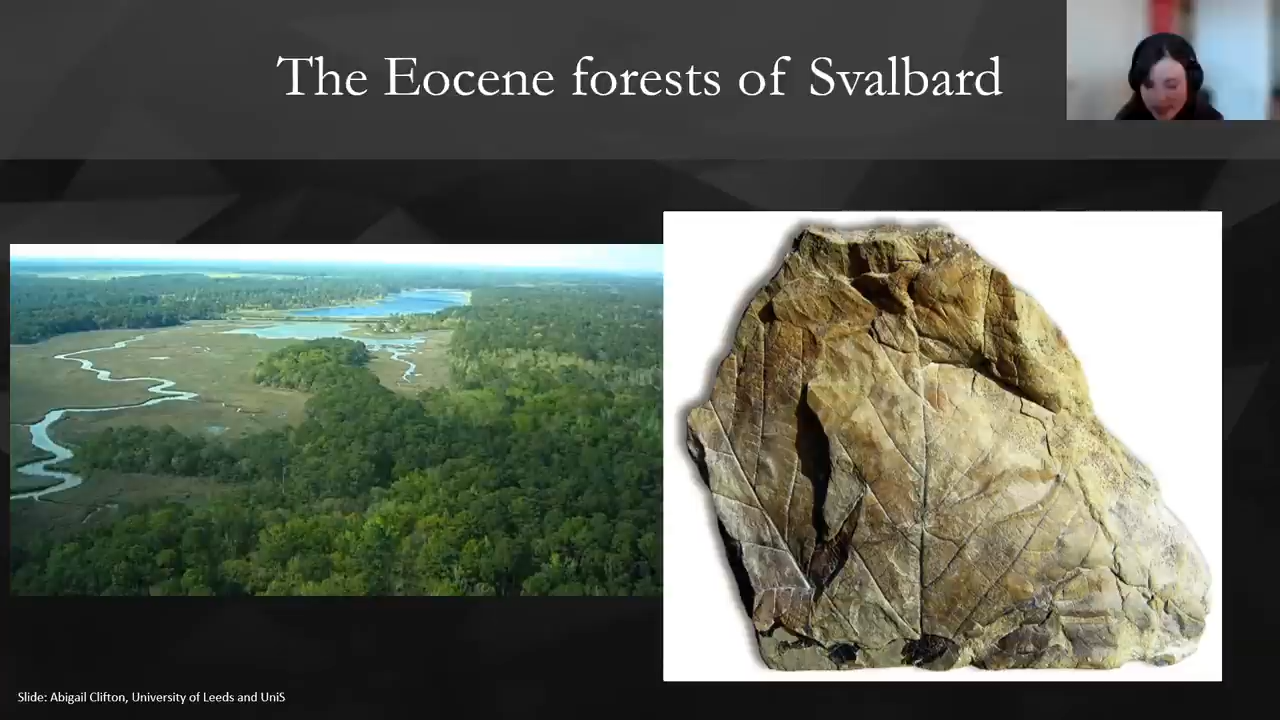 The Eocene forests of Svalbard
Slide: Abigail Clifton, University of Leeds and UniS